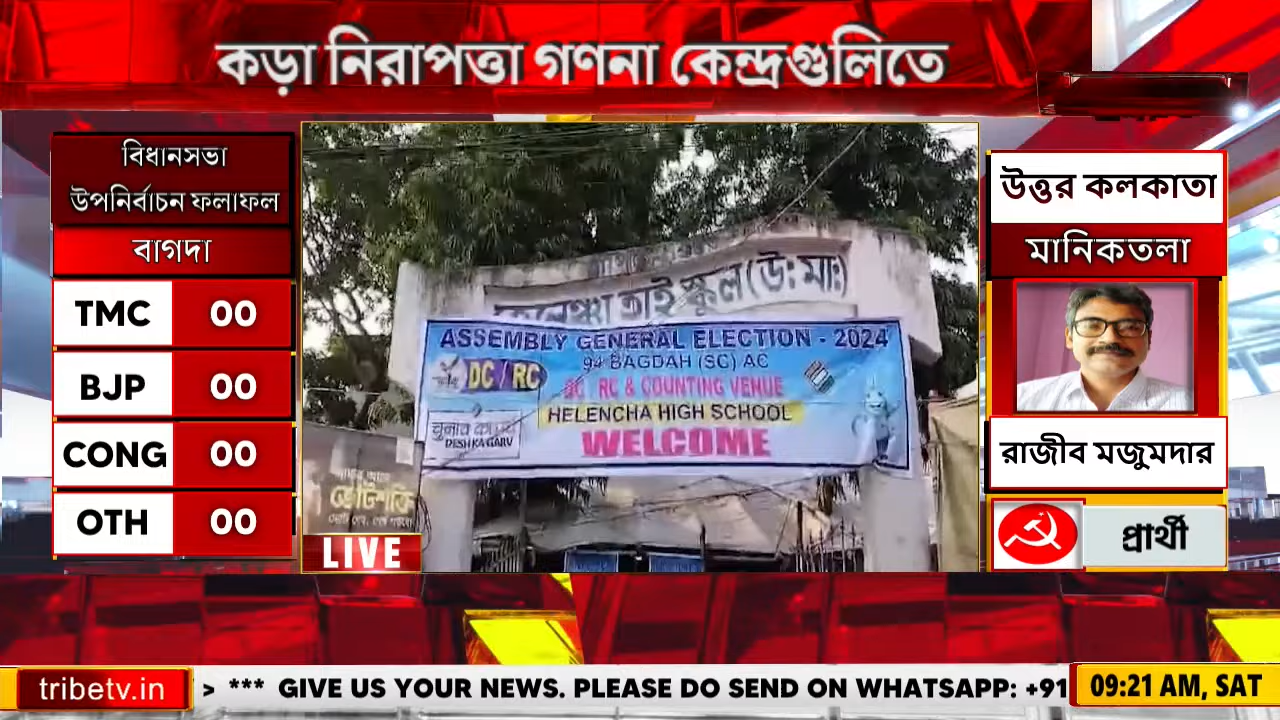 কড়া নিরাপত্তা গণনা কেন্দ্রগুলিতে
বিধানসভা
উপনির্বাচন ফলাফল
বাগদা
TMC 00
BJP 00
CONG 00
OTH 00
হাই স্কুল (উঃ মাঃ)
ASSEMBLY GENERAL ELECTION - 2024
94 BAGDAH (SC) AC
DC / RC
RC & COUNTING VENUE
HELENCHA HIGH SCHOOL
WELCOME
चुनाव का
DESH KA GARV
LIVE
উত্তর কলকাতা
মানিকতলা
রাজীব মজুমদার
প্রার্থী
tribetv.in > *** GIVE US YOUR NEWS. PLEASE DO SEND ON WHATSAPP: +91
09:21 AM, SAT